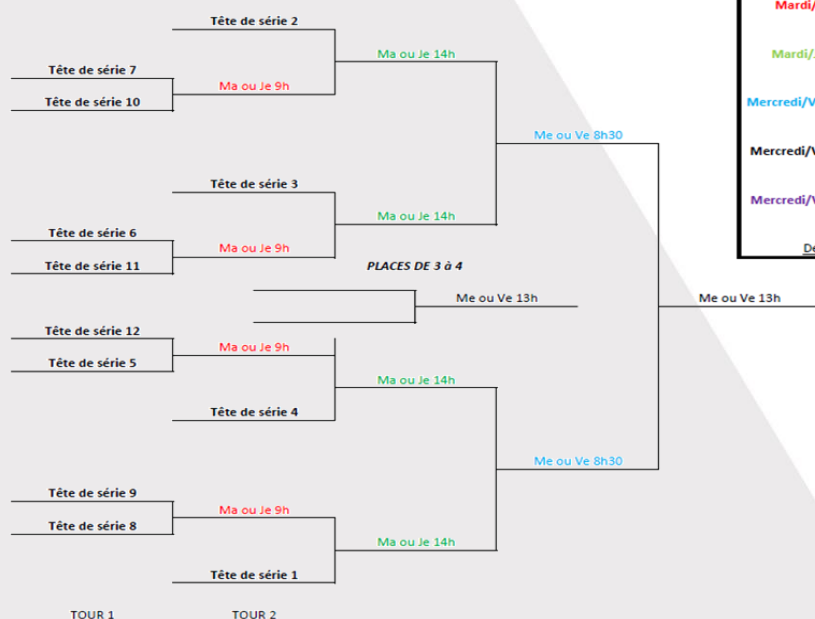 Tête de série 2
Mardi/
Ma ou Je 14h
Mardi/
Tête de série 7
Ma ou Je 9h
Tête de série 10
Mercredi/V
Me ou Ve 8h30
Mercredi/V
Tête de série 3
Mercredi/V
Ma ou Je 14h
Tête de série 6
Ma ou Je 9h
Tête de série 11
De
PLACES DE 3 à 4
Me ou Ve 13h
Me ou Ve 13h
Tête de série 12
Ma ou Je 9h
Tête de série 5
Ma ou Je 14h
Tête de série 4
Me ou Ve 8h30
Tête de série 9
Ma ou Je 9h
Tête de série 8
Ma ou Je 14h
Tête de série 1
TOUR 1
TOUR 2